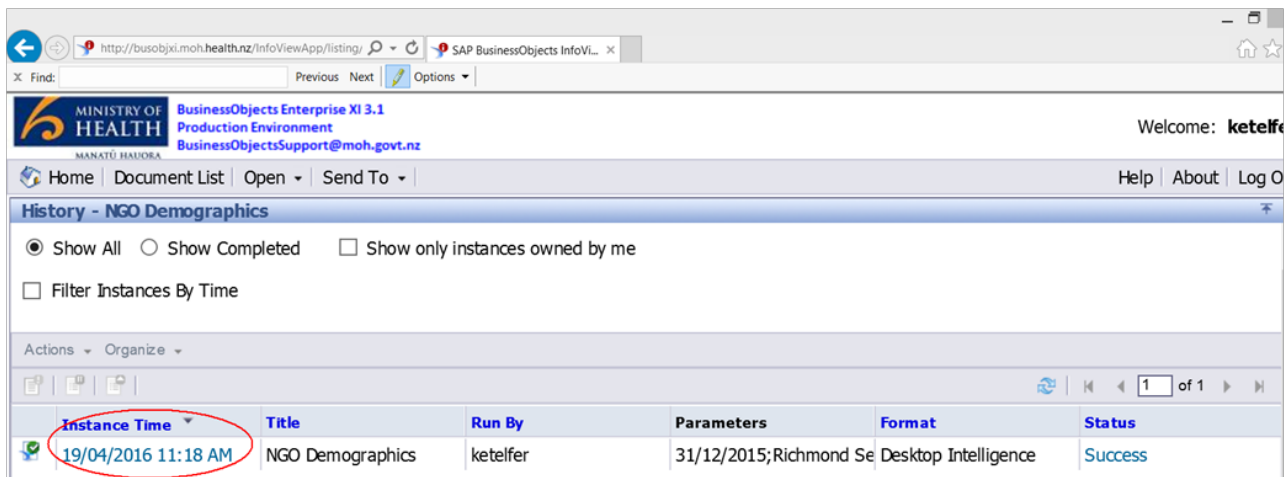 http://busobjxi.moh.health.nz/InfoViewApp/listing/ SAP BusinessObjects InfoVi...
x Find: Previous Next Options
MINISTRY OF
HEALTH
MANATŪ HAUORA
BusinessObjects Enterprise XI 3.1
Production Environment
BusinessObjectsSupport@moh.govt.nz
Welcome: ketelfe
Home Document List Open Send To Help About Log O
History - NGO Demographics
Show All Show Completed Show only instances owned by me
Filter Instances By Time
Actions Organize
1 of 1
Instance Time Title Run By Parameters Format Status
19/04/2016 11:18 AM NGO Demographics ketelfer 31/12/2015;Richmond Se Desktop Intelligence Success